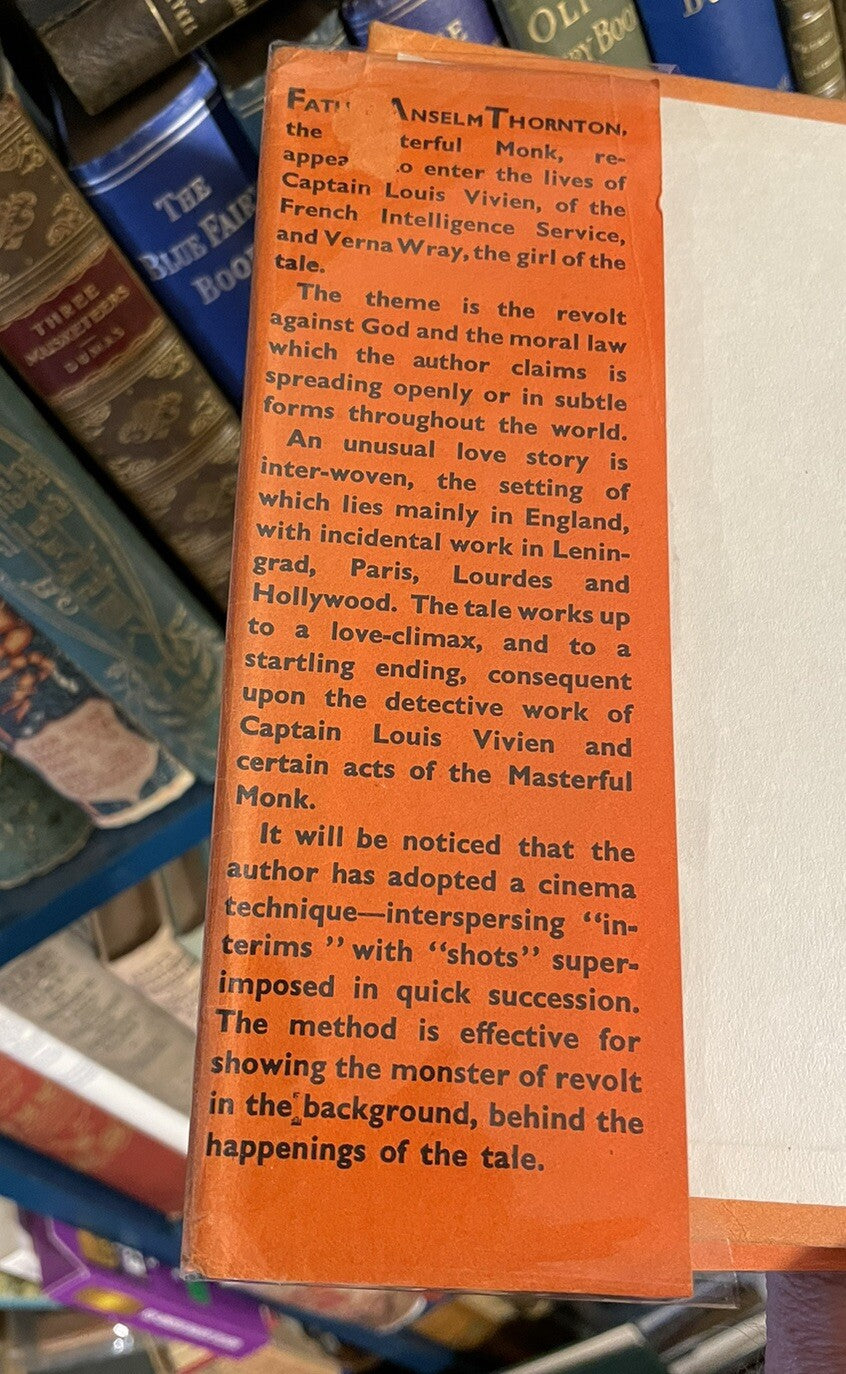 THE
BLUE FAIRY
BOOK
THREE
MUSKETEERS
DUMAS
ANSELM THORNTON,
the terful Monk, re-
appea o enter the lives of
Captain Louis Vivien, of the
French Intelligence Service,
and Verna Wray, the girl of the
tale.
The theme is the revolt
against God and the moral law
which the author claims is
spreading openly or in subtle
forms throughout the world.
An unusual love story is
inter-woven, the setting of
which lies mainly in England,
with incidental work in Lenin-
grad, Paris, Lourdes and
Hollywood. The tale works up
to a love-climax, and to a
startling ending, consequent
upon the detective work of
Captain Louis Vivien and
certain acts of the Masterful
Monk.
It will be noticed that the
author has adopted a cinema
technique—interspersing “in-
terims ” with “shots” super-
imposed in quick succession.
The method is effective for
showing the monster of revolt
in the background, behind the
happenings of the tale.